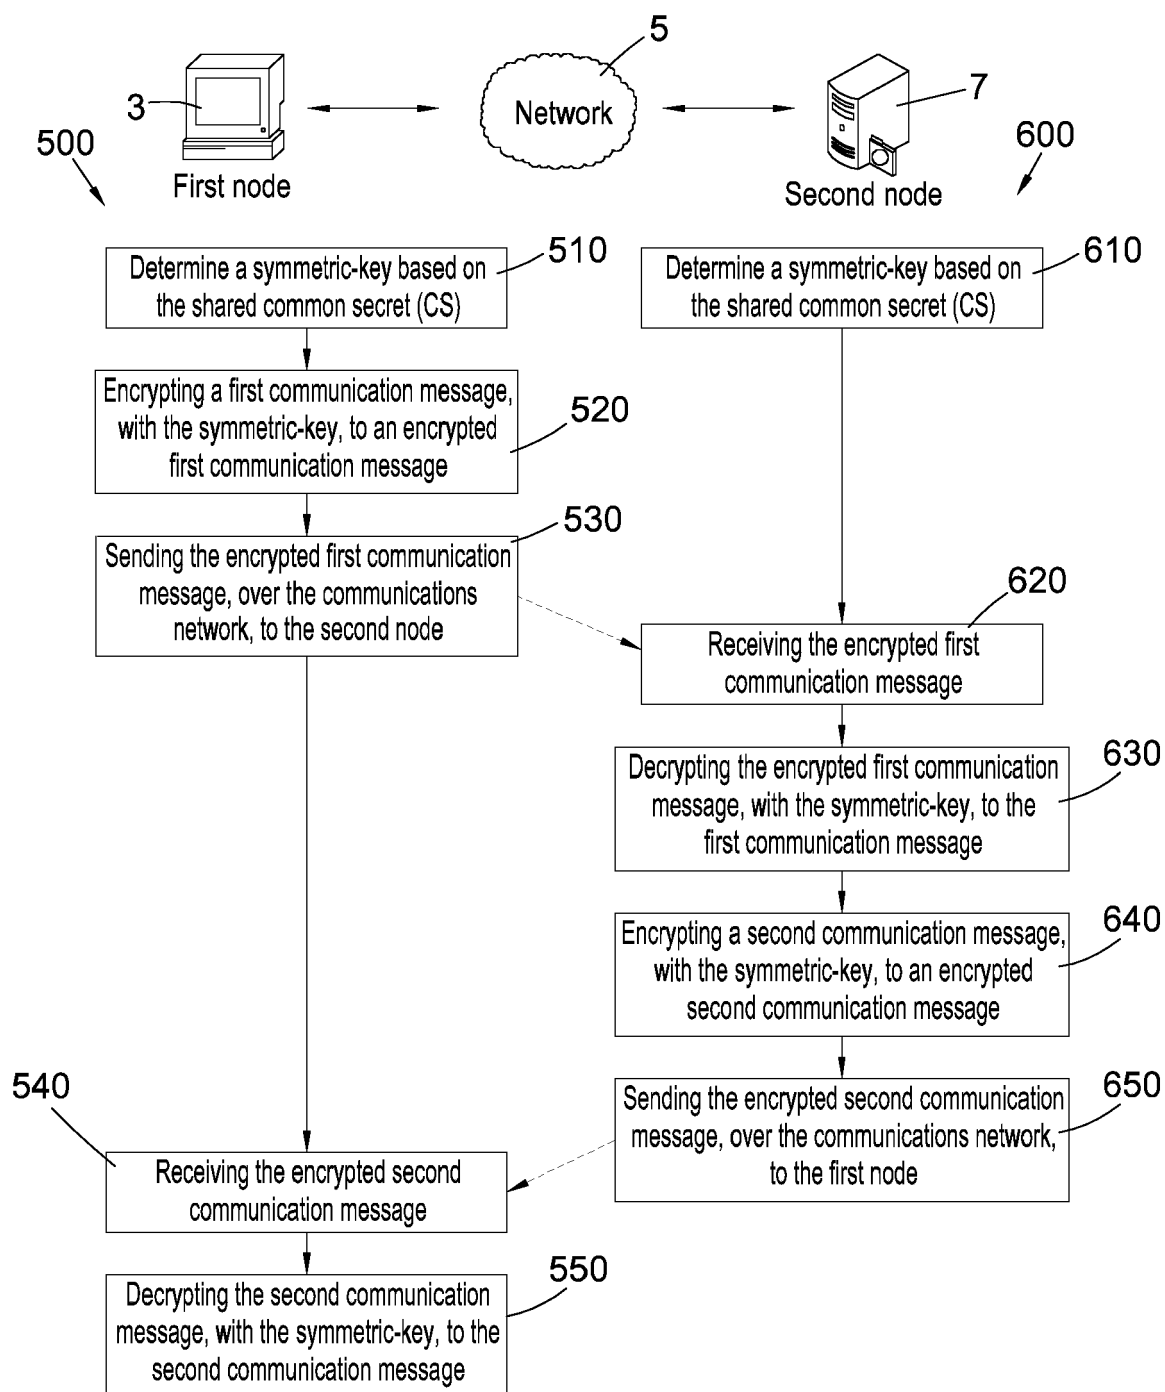 5
3
Network
7
500
First node
Second node
600
Determine a symmetric-key based on
the shared common secret (CS)
510
Determine a symmetric-key based on
the shared common secret (CS)
610
Encrypting a first communication message,
with the symmetric-key, to an encrypted
first communication message
520
Sending the encrypted first communication
message, over the communications
network, to the second node
530
620
Receiving the encrypted first
communication message
Decrypting the encrypted first communication
message, with the symmetric-key, to the
first communication message
630
Encrypting a second communication message,
with the symmetric-key, to an encrypted
second communication message
640
Sending the encrypted second communication
message, over the communications network,
to the first node
650
540
Receiving the encrypted second
communication message
Decrypting the second communication
message, with the symmetric-key, to the
second communication message
550